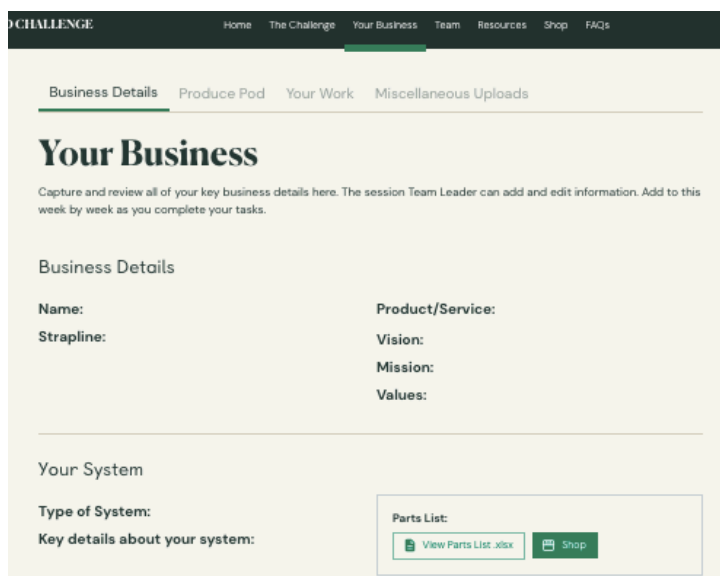 CHALLENGE Home The Challenge Your Business Team Resources Shop FAQs
Business Details Produce Pod Your Work Miscellaneous Uploads
Your Business
Capture and review all of your key business details here. The session Team Leader can add and edit information. Add to this
week by week as you complete your tasks.
Business Details
Name:
Strapline:
Product/Service:
Vision:
Mission:
Values:
Your System
Type of System:
Key details about your system:
Parts List:
View Parts List .xlsx Shop